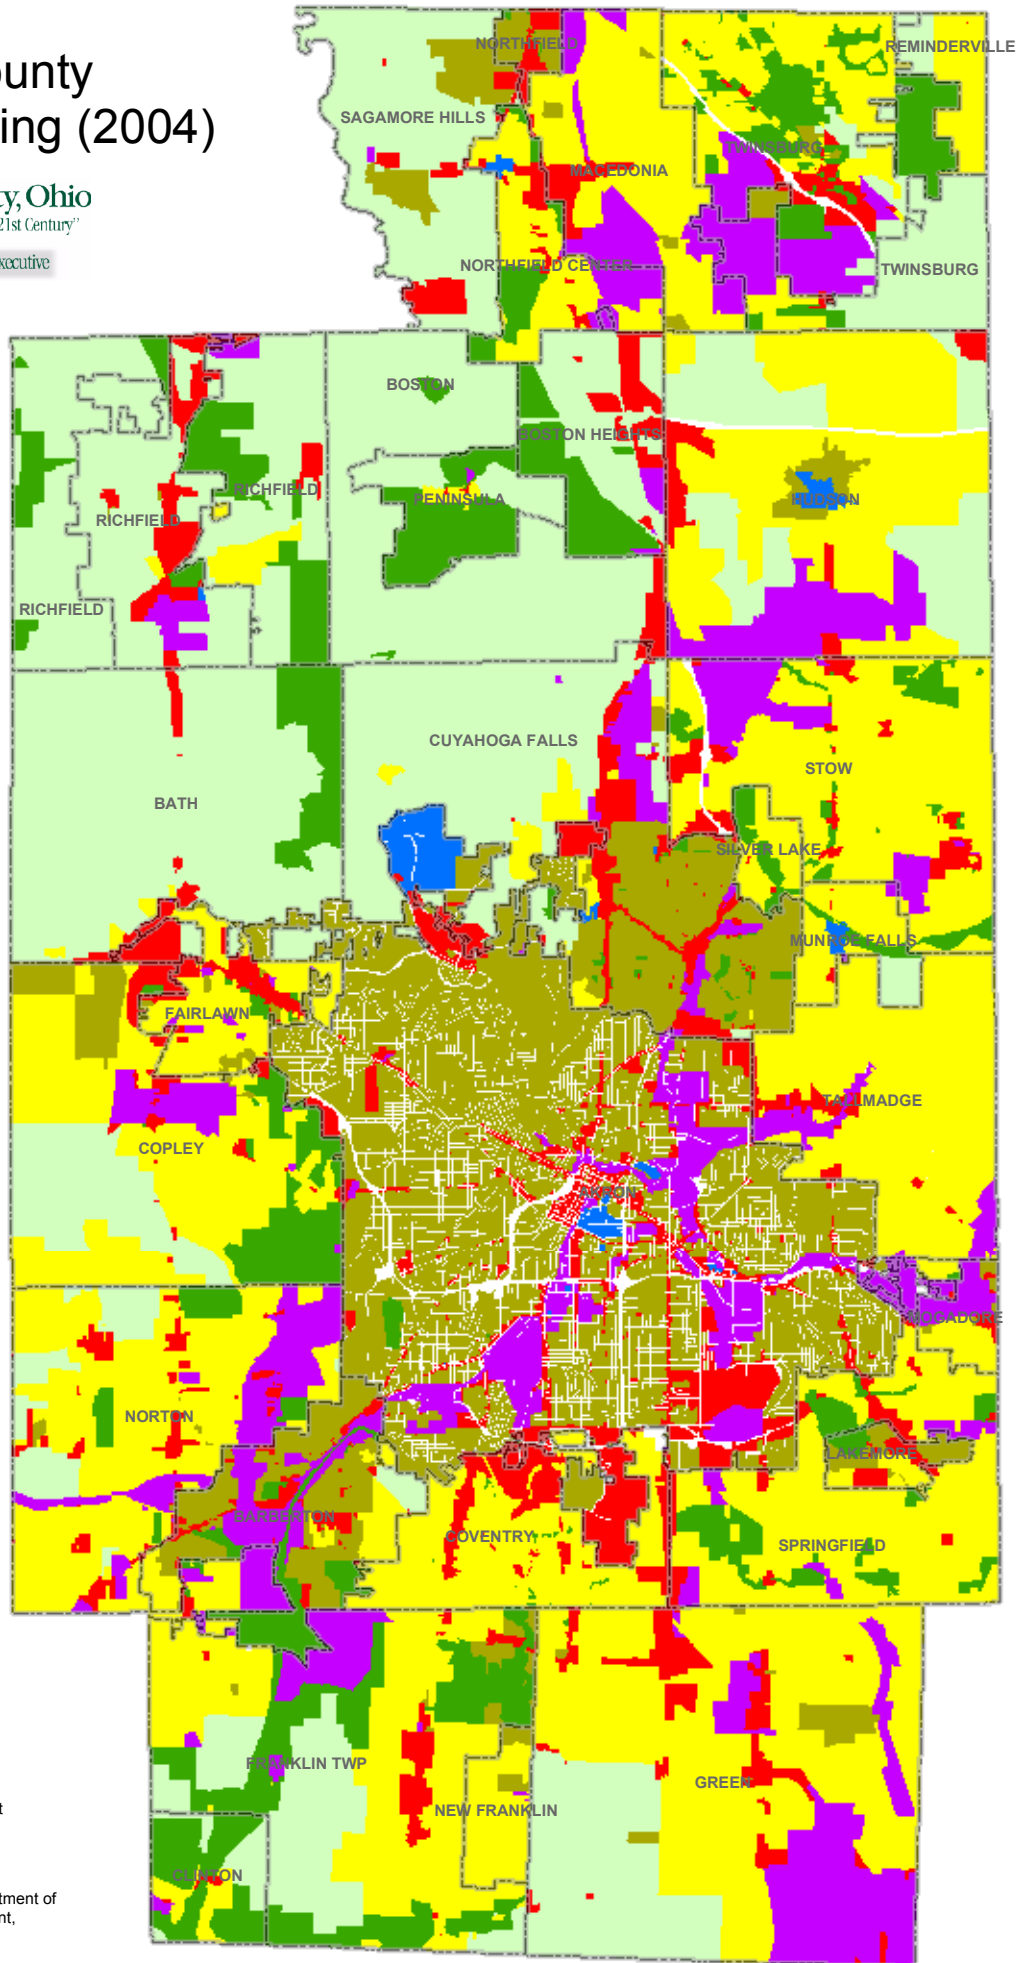 ounty
ing (2004)
y, Ohio
21st Century"
xecutive
NORTHFIELD
REMINDERVILLE
SAGAMORE HILLS
TWINSBURG
MACEDONIA
NORTHFIELD CENTER
TWINSBURG
BOSTON
BOSTON HEIGHTS
RICHFIELD
PENINSULA
HUDSON
RICHFIELD
RICHFIELD
CUYAHOGA FALLS
STOW
BATH
SILVER LAKE
MUNROE FALLS
FAIRLAWN
TALLMADGE
COPLEY
AKRON
MOGADORE
NORTON
LAKEMORE
BARBERTON
COVENTRY
SPRINGFIELD
FRANKLIN TWP
GREEN
NEW FRANKLIN
t
CLINTON
tment of
nt,